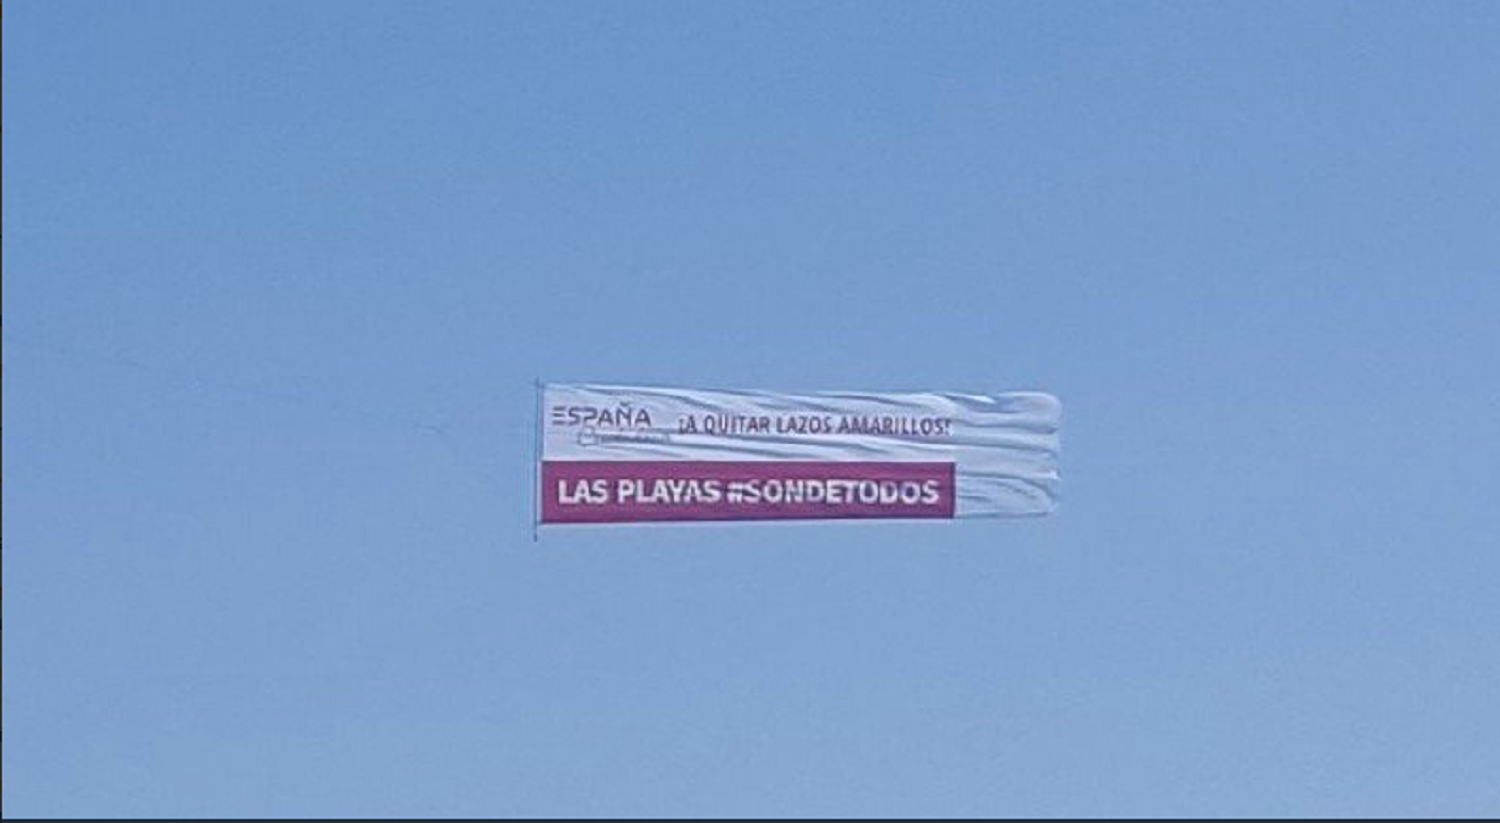 ESPAÑA ¡A QUITAR LAZOS AMARILLOS!
LAS PLAYAS #SONDETODOS